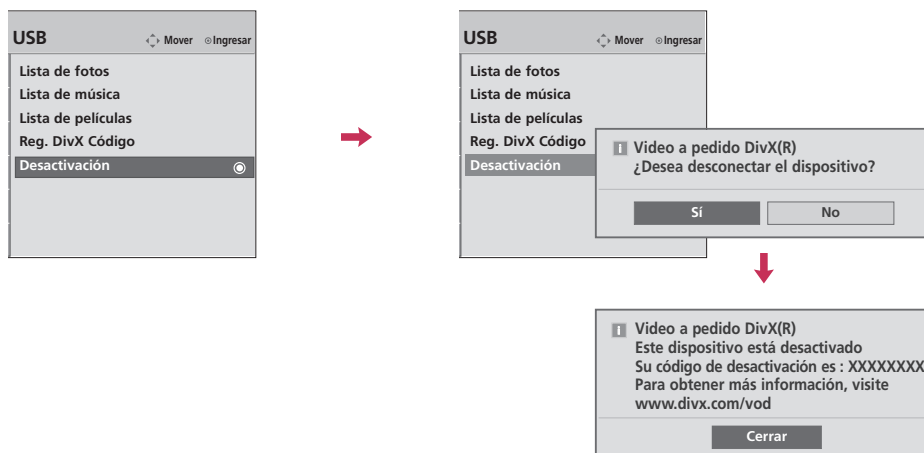 USB
Mover Ingresar
Lista de fotos
Lista de música
Lista de películas
Reg. DivX Código
Desactivación
USB
Mover Ingresar
Lista de fotos
Lista de música
Lista de películas
Reg. DivX Código
Desactivación
Video a pedido DivX(R)
¿Desea desconectar el dispositivo?
Sí No
Video a pedido DivX(R)
Este dispositivo está desactivado
Su código de desactivación es : XXXXXXXX
Para obtener más información, visite
www.divx.com/vod
Cerrar